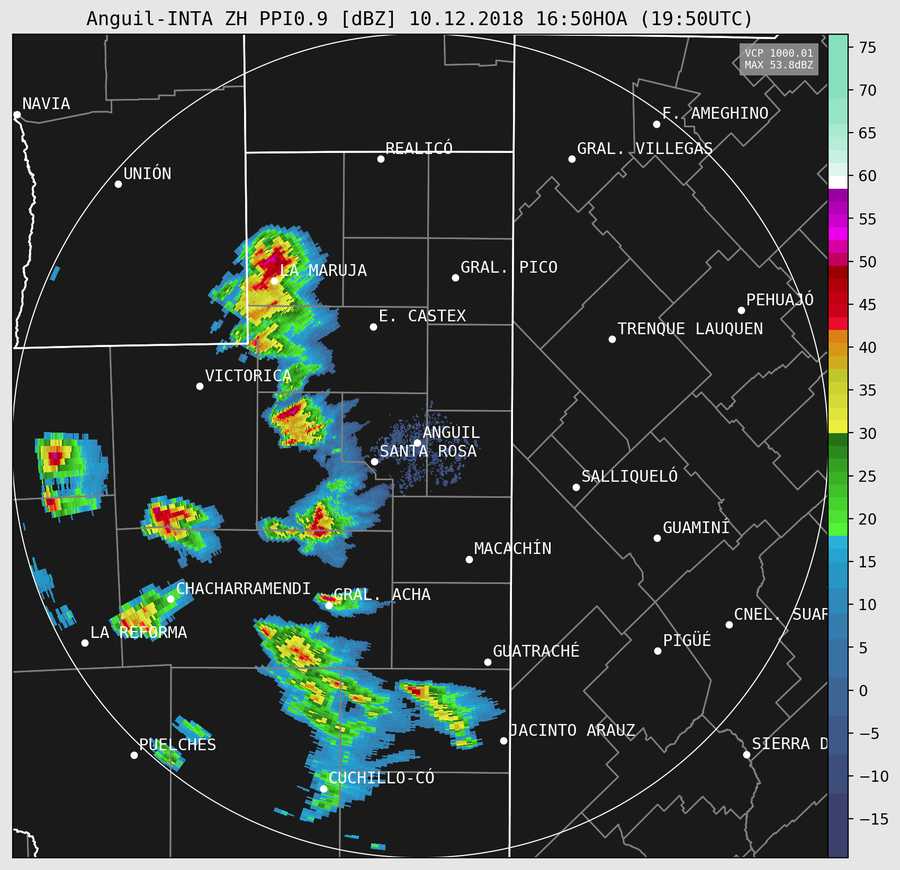 Anguil-INTA ZH PPI0.9 [dBZ] 10.12.2018 16:50HOA (19:50UTC)
VCP 1000.01
MAX 53.8dBZ
75
70
65
60
55
50
45
40
35
30
25
20
15
10
5
0
−5
−10
−15
NAVIA
F. AMEGHINO
REALICÓ
GRAL. VILLEGAS
UNIÓN
LA MARUJA
GRAL. PICO
PEHUAJÓ
E. CASTEX
TRENQUE LAUQUEN
VICTORICA
ANGUIL
SANTA ROSA
SALLIQUELÓ
GUAMINÍ
MACACHÍN
CHACHARRAMENDI
GRAL. ACHA
CNEL. SUAR
LA REFORMA
PIGÜÉ
GUATRACHÉ
JACINTO ARAUZ
PUELCHES
SIERRA D
CUCHILLO-CÓ